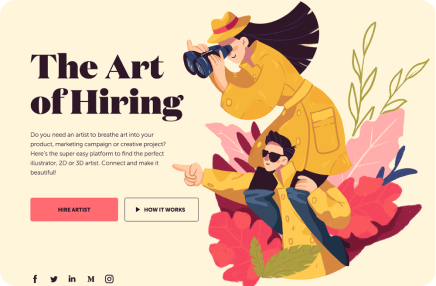 The Art
of Hiring
Do you need an artist to breathe art into your
product, marketing campaign or creative project?
Here's the super easy platform to find the perfect
illustrator, 2D or 3D artist. Connect and make it
beautiful!
HIRE ARTIST
HOW IT WORKS